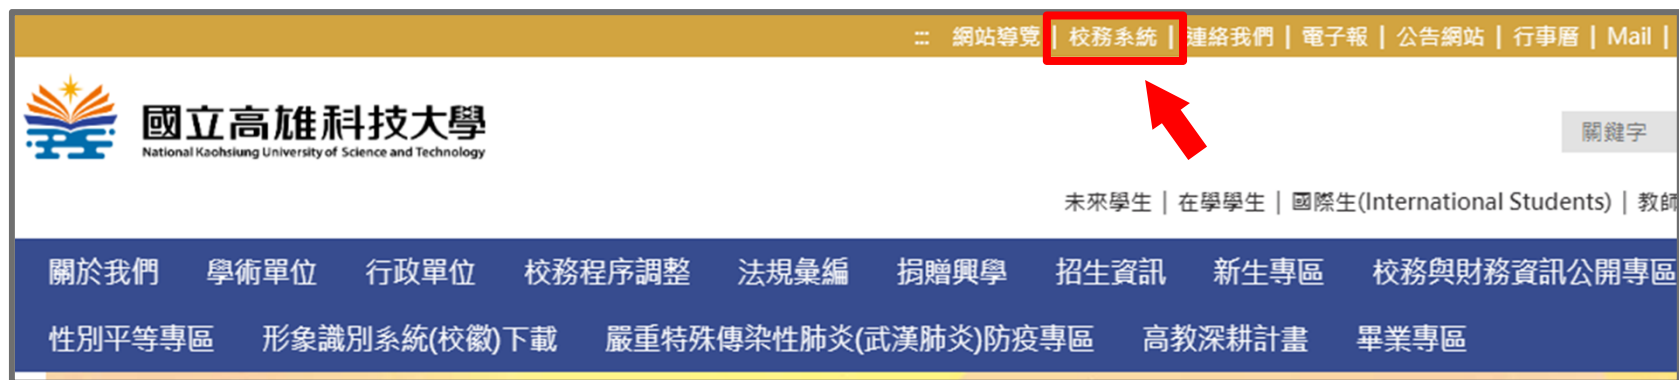 ::: 網站導覽 | 校務系統 | 連絡我們 | 電子報 | 公告網站 | 行事曆 | Mail |
國立高雄科技大學
National Kaohsiung University of Science and Technology
關鍵字
未來學生 | 在學學生 | 國際生(International Students) | 教師
關於我們 學術單位 行政單位 校務程序調整 法規彙編 捐贈興學 招生資訊 新生專區 校務與財務資訊公開專區
性別平等專區 形象識別系統(校徽)下載 嚴重特殊傳染性肺炎(武漢肺炎)防疫專區 高教深耕計畫 畢業專區